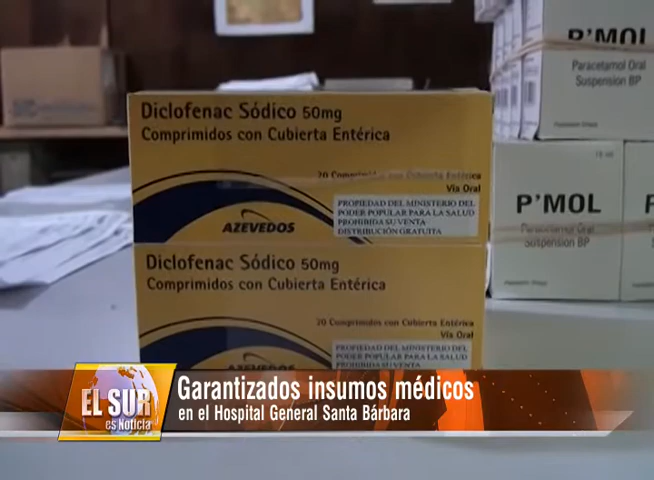 Diclofenac Sódico 50mg
Comprimidos con Cubierta Entérica
20 Comprimidos con Cubierta Entérica
Vía Oral
PROPIEDAD DEL MINISTERIO DEL
PODER POPULAR PARA LA SALUD
PROHIBIDA SU VENTA
DISTRIBUCIÓN GRATUITA
AZEVEDOS
Diclofenac Sódico 50mg
Comprimidos con Cubierta Entérica
20 Comprimidos con Cubierta Entérica
Vía Oral
PROPIEDAD DEL MINISTERIO DEL
PODER POPULAR PARA LA SALUD
PROHIBIDA SU VENTA
AZEVEDOS
P'MOL
Paracetamol Oral
Suspension BP
P'MOL
Paracetamol Oral
Suspension BP
P
EL SUR
es Noticia
Garantizados insumos médicos
en el Hospital General Santa Bárbara